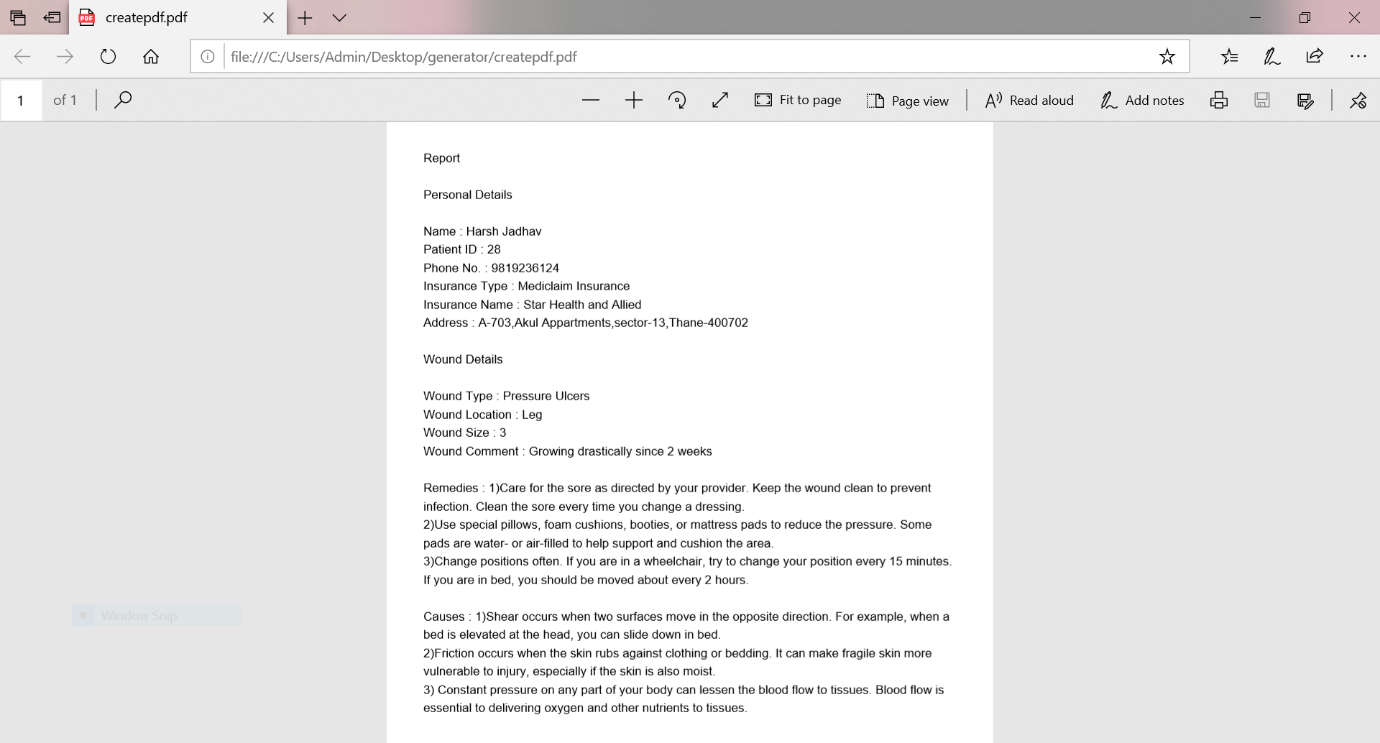 createpdf.pdf
file:///C:/Users/Admin/Desktop/generator/createpdf.pdf
1 of 1 Fit to page Page view Read aloud Add notes
Report
Personal Details
Name : Harsh Jadhav
Patient ID : 28
Phone No. : 9819236124
Insurance Type : Mediclaim Insurance
Insurance Name : Star Health and Allied
Address : A-703,Akul Appartments,sector-13,Thane-400702
Wound Details
Wound Type : Pressure Ulcers
Wound Location : Leg
Wound Size : 3
Wound Comment : Growing drastically since 2 weeks
Remedies : 1)Care for the sore as directed by your provider. Keep the wound clean to prevent
infection. Clean the sore every time you change a dressing.
2)Use special pillows, foam cushions, booties, or mattress pads to reduce the pressure. Some
pads are water- or air-filled to help support and cushion the area.
3)Change positions often. If you are in a wheelchair, try to change your position every 15 minutes.
If you are in bed, you should be moved about every 2 hours.
Window Snip
Causes : 1)Shear occurs when two surfaces move in the opposite direction. For example, when a
bed is elevated at the head, you can slide down in bed.
2)Friction occurs when the skin rubs against clothing or bedding. It can make fragile skin more
vulnerable to injury, especially if the skin is also moist.
3) Constant pressure on any part of your body can lessen the blood flow to tissues. Blood flow is
essential to delivering oxygen and other nutrients to tissues.